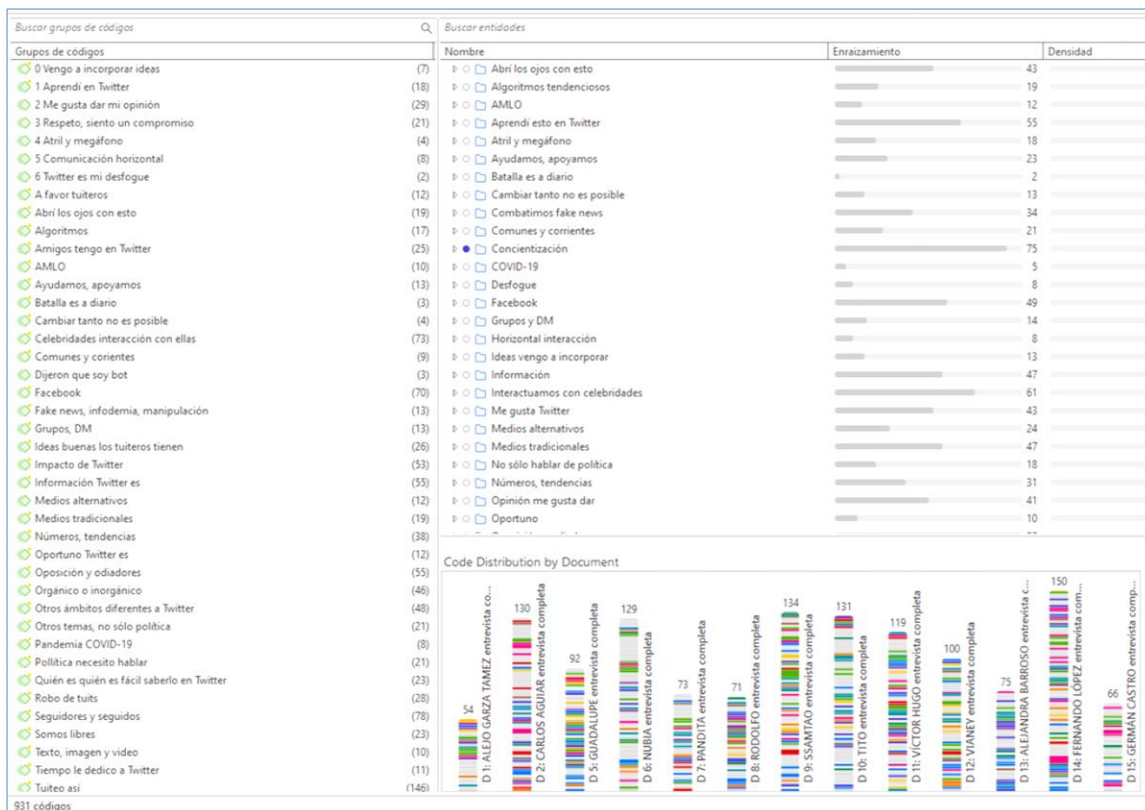 Buscar grupos de códigos
Grupos de códigos
0 Vengo a incorporar ideas (7)
1 Aprendí en Twitter (18)
2 Me gusta dar mi opinión (29)
3 Respeto, siento un compromiso (21)
4 Atril y megáfono (4)
5 Comunicación horizontal (8)
6 Twitter es mi desfogue (2)
A favor tuiteros (12)
Abrí los ojos con esto (19)
Algoritmos (17)
Amigos tengo en Twitter (25)
AMLO (10)
Ayudamos, apoyamos (13)
Batalla es a diario (3)
Cambiar tanto no es posible (4)
Celebridades interacción con ellas (73)
Comunes y corientes (9)
Dijeron que soy bot (3)
Facebook (70)
Fake news, infodemia, manipulación (13)
Grupos, DM (13)
Ideas buenas los tuiteros tienen (26)
Impacto de Twitter (53)
Información Twitter es (55)
Medios alternativos (12)
Medios tradicionales (19)
Números, tendencias (38)
Oportuno Twitter es (12)
Oposición y odiadores (55)
Orgánico o inorgánico (46)
Otros ámbitos diferentes a Twitter (48)
Otros temas, no sólo política (21)
Pandemia COVID-19 (8)
Pollítica necesito hablar (21)
Quién es quién es fácil saberlo en Twitter (23)
Robo de tuits (28)
Seguidores y seguidos (78)
Somos libres (23)
Texto, imagen y video (10)
Tiempo le dedico a Twitter (11)
Tuiteo así (146)
931 códigos
Buscar entidades
Nombre Enraizamiento Densidad
Abrí los ojos con esto 43
Algoritmos tendenciosos 19
AMLO 12
Aprendí esto en Twitter 55
Atril y megáfono 18
Ayudamos, apoyamos 23
Batalla es a diario 2
Cambiar tanto no es posible 13
Combatimos fake news 34
Comunes y corrientes 21
Concientización 75
COVID-19 5
Desfogue 8
Facebook 49
Grupos y DM 14
Horizontal interacción 8
Ideas vengo a incorporar 13
Información 47
Interactuamos con celebridades 61
Me gusta Twitter 43
Medios alternativos 24
Medios tradicionales 47
No sólo hablar de política 18
Números, tendencias 31
Opinión me gusta dar 41
Oportuno 10
Code Distribution by Document
54
D 1: ALEJO GARZA TAMEZ entrevista co...
130
D 2: CARLOS AGUIAR entrevista completa
92
D 5: GUADALUPE entrevista completa
129
D 6: NUBIA entrevista completa
73
D 7: PANDITA entrevista completa
71
D 8: RODOLFO entrevista completa
134
D 9: SSAMTAO entrevista completa
131
D 10: TITO entrevista completa
119
D 11: VÍCTOR HUGO entrevista completa
100
D 12: VIANEY entrevista completa
75
D 13: ALEJANDRA BARROSO entrevista c...
150
D 14: FERNANDO LÓPEZ entrevista com...
66
D 15: GERMÁN CASTRO entrevista comp...